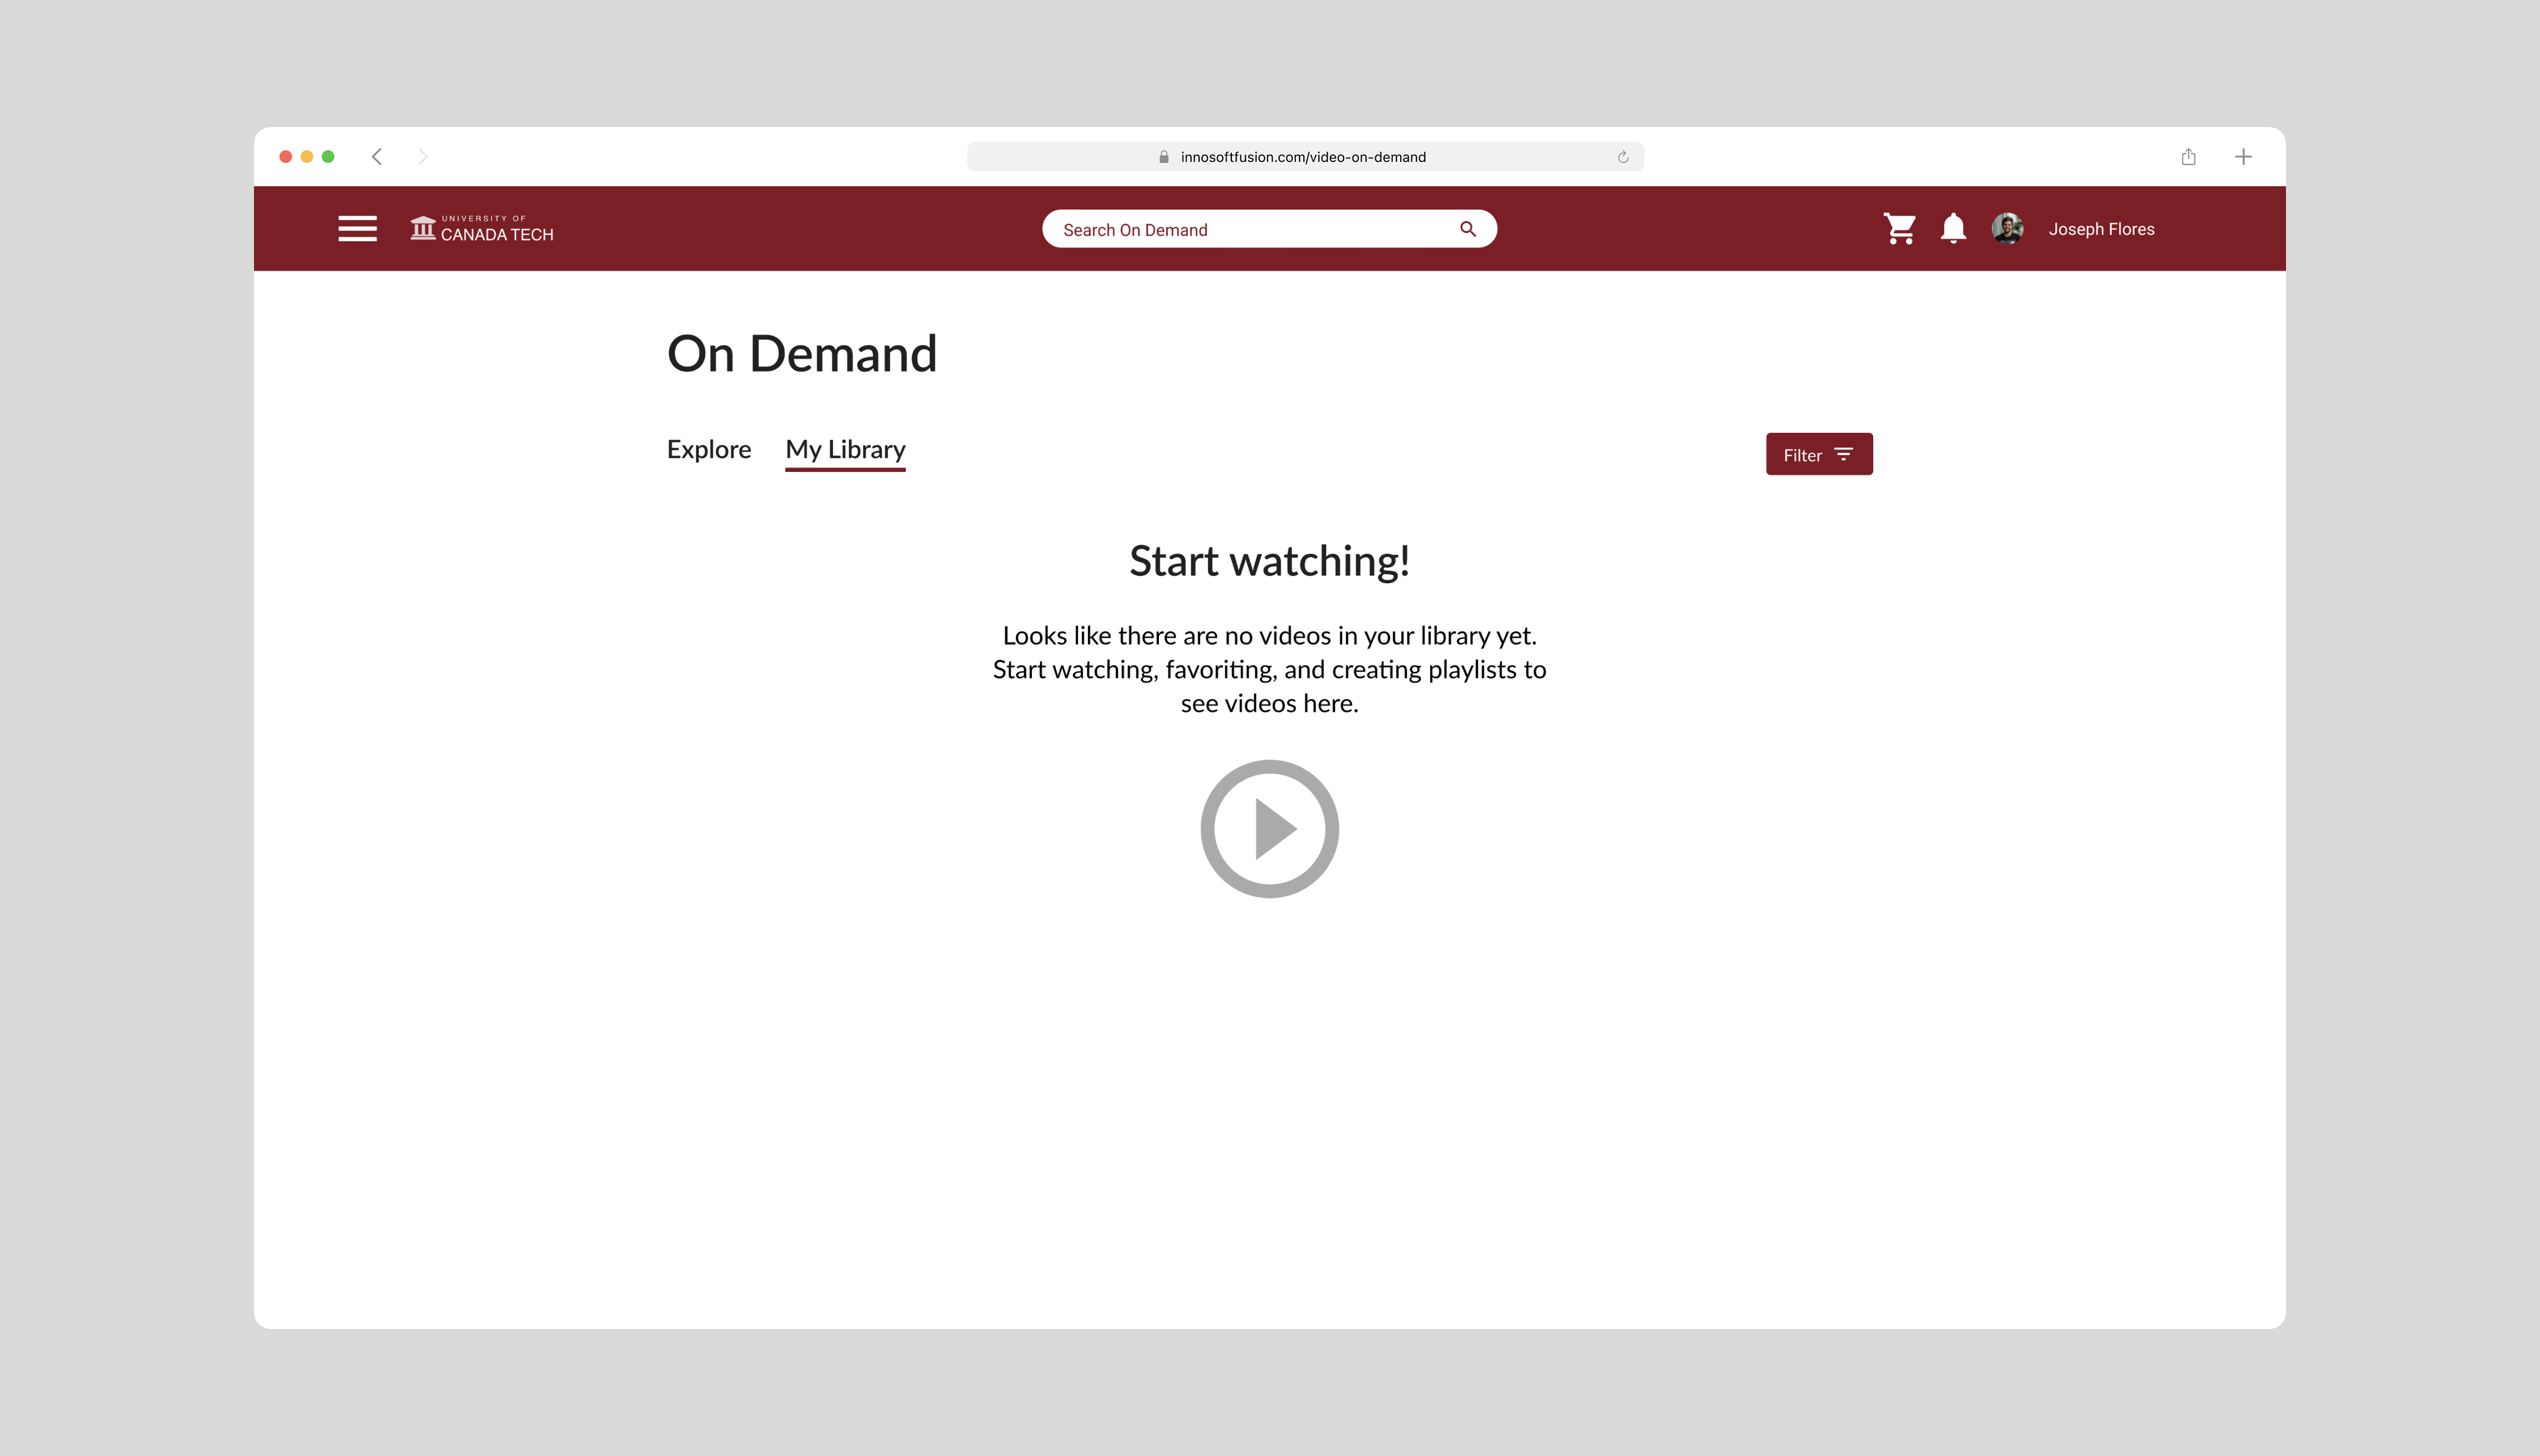 innosoftfusion.com/video-on-demand
UNIVERSITY OF
CANADA TECH
Search On Demand
Joseph Flores
On Demand
Explore
My Library
Filter
Start watching!
Looks like there are no videos in your library yet.
Start watching, favoriting, and creating playlists to
see videos here.